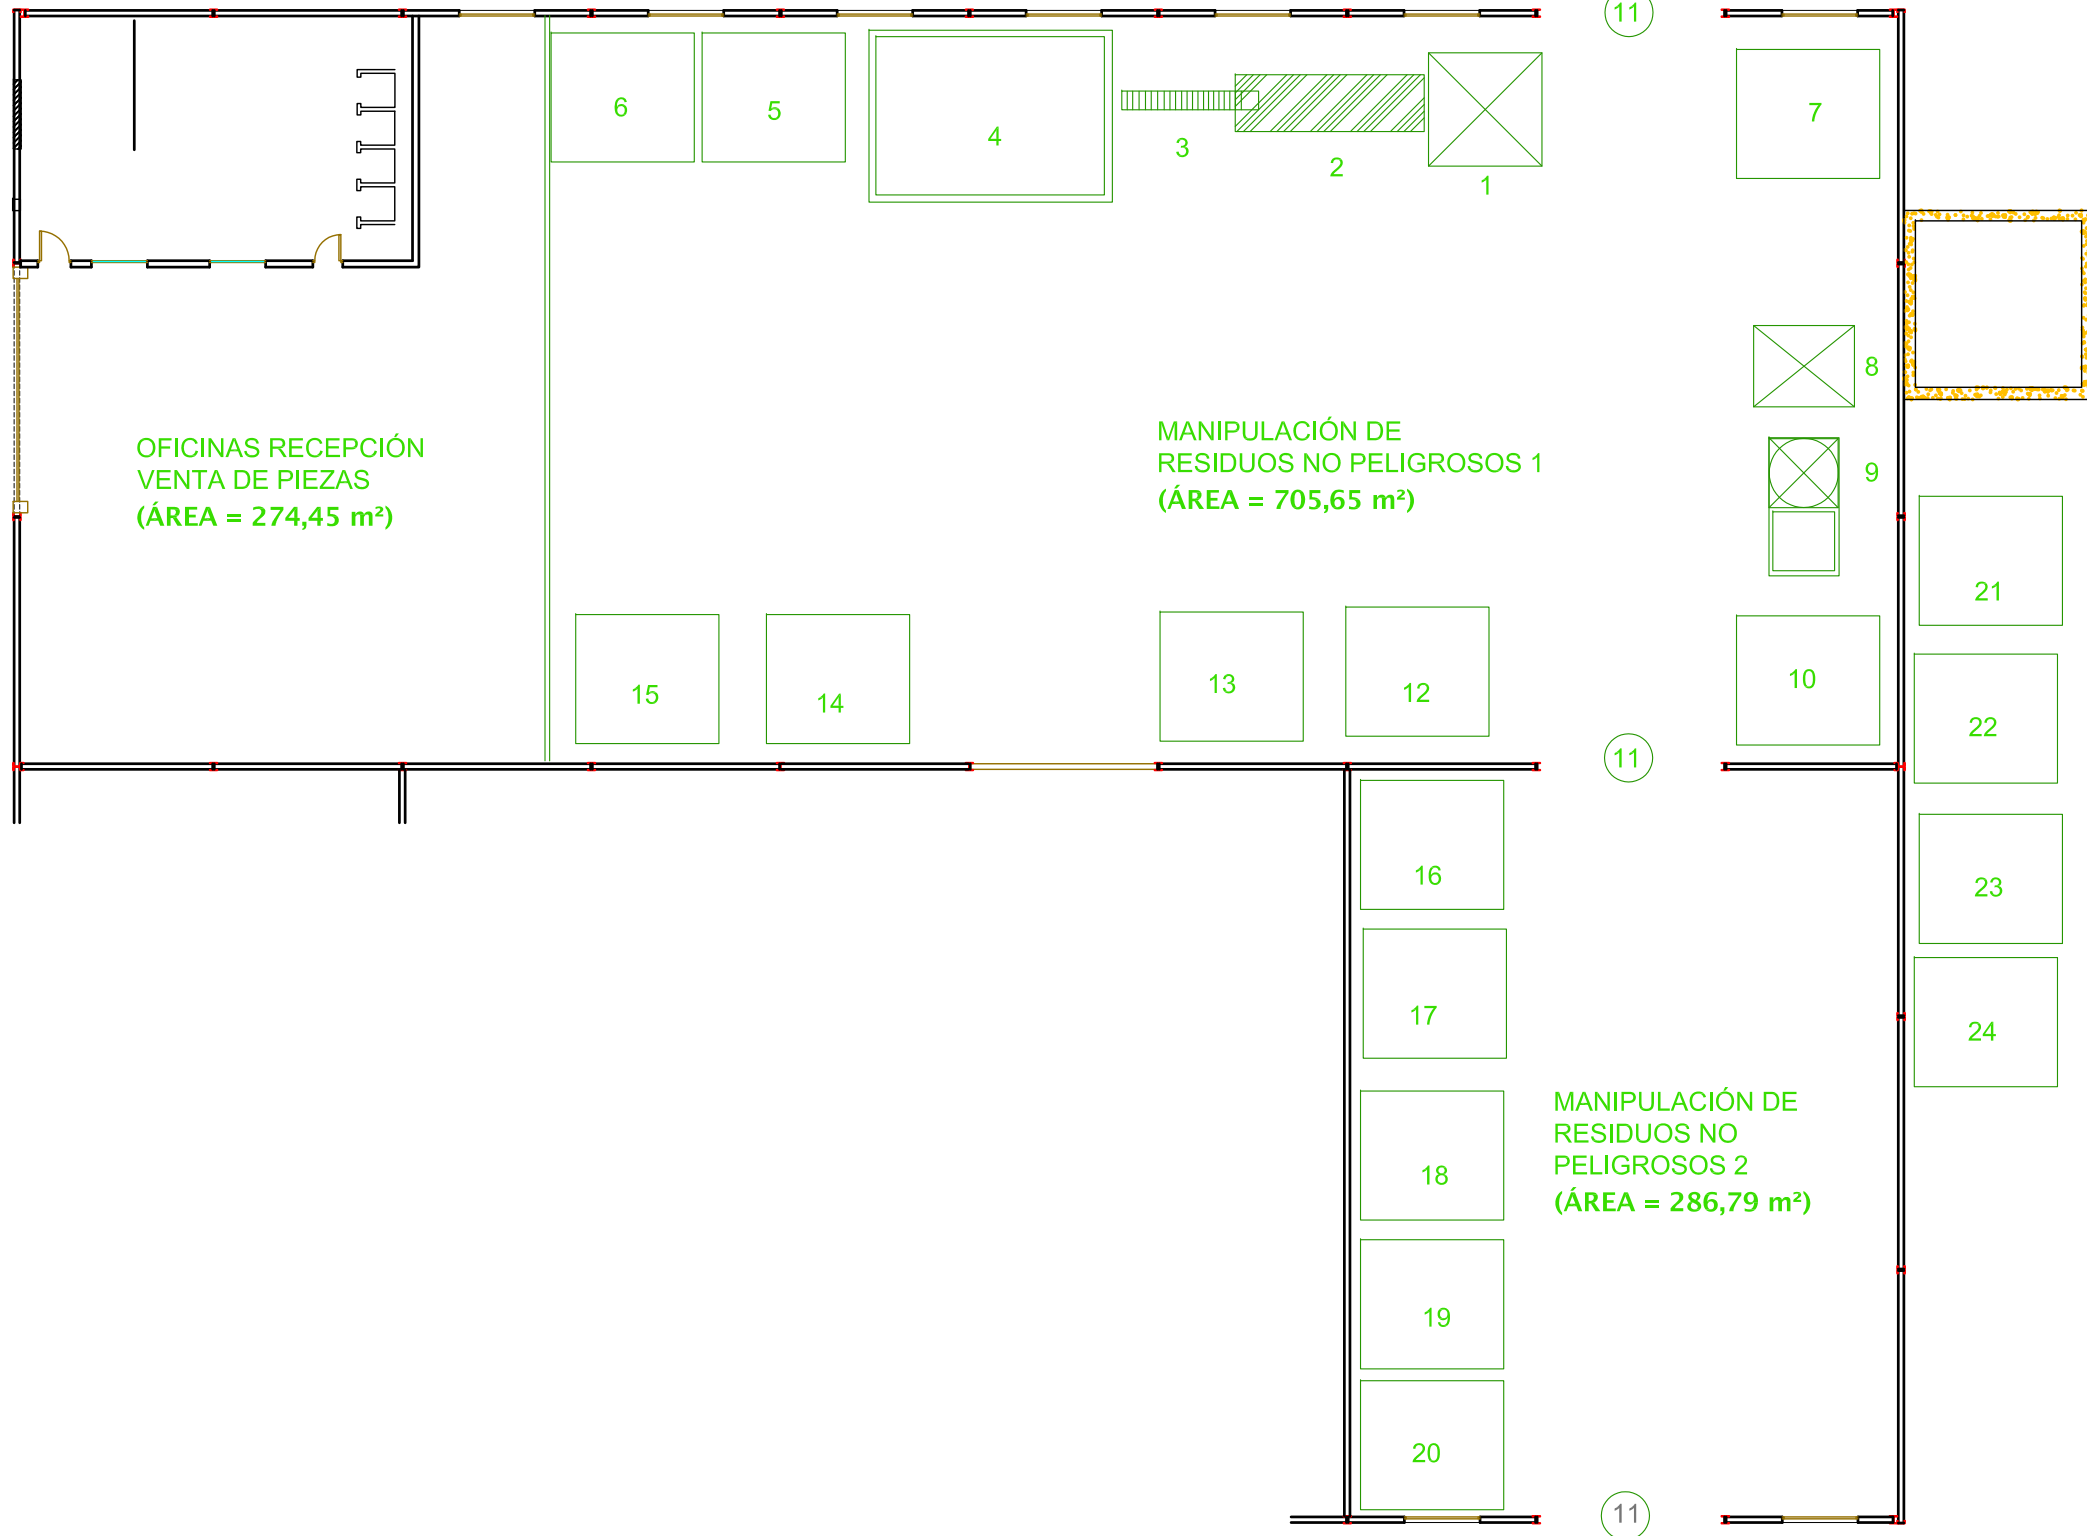 11
6
5
4
3
2
1
7
8
9
OFICINAS RECEPCIÓN
VENTA DE PIEZAS
(ÁREA = 274,45 m²)
MANIPULACIÓN DE
RESIDUOS NO PELIGROSOS 1
(ÁREA = 705,65 m²)
15
14
13
12
10
11
21
22
23
24
16
17
18
19
20
MANIPULACIÓN DE
RESIDUOS NO
PELIGROSOS 2
(ÁREA = 286,79 m²)
11